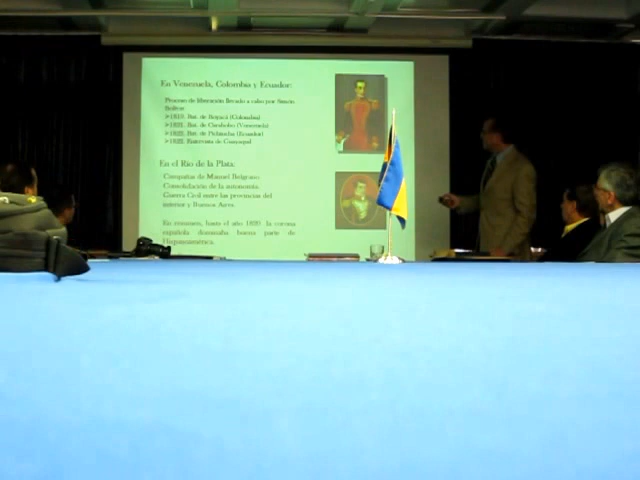 En Venezuela, Colombia y Ecuador:
Proceso de liberación llevado a cabo por Simón
Bolívar.
➢1819. Bat. de Boyacá (Colombia)
➢1821. Bat. de Carabobo (Venezuela)
➢1822. Bat. de Pichincha (Ecuador)
➢1822. Entrevista de Guayaquil
En el Río de la Plata:
Campañas de Manuel Belgrano.
Consolidación de la autonomía.
Guerra Civil entre las provincias del
interior y Buenos Aires.
En resumen, hasta el año 1820 la corona
española dominaba buena parte de
Hispanoamérica.